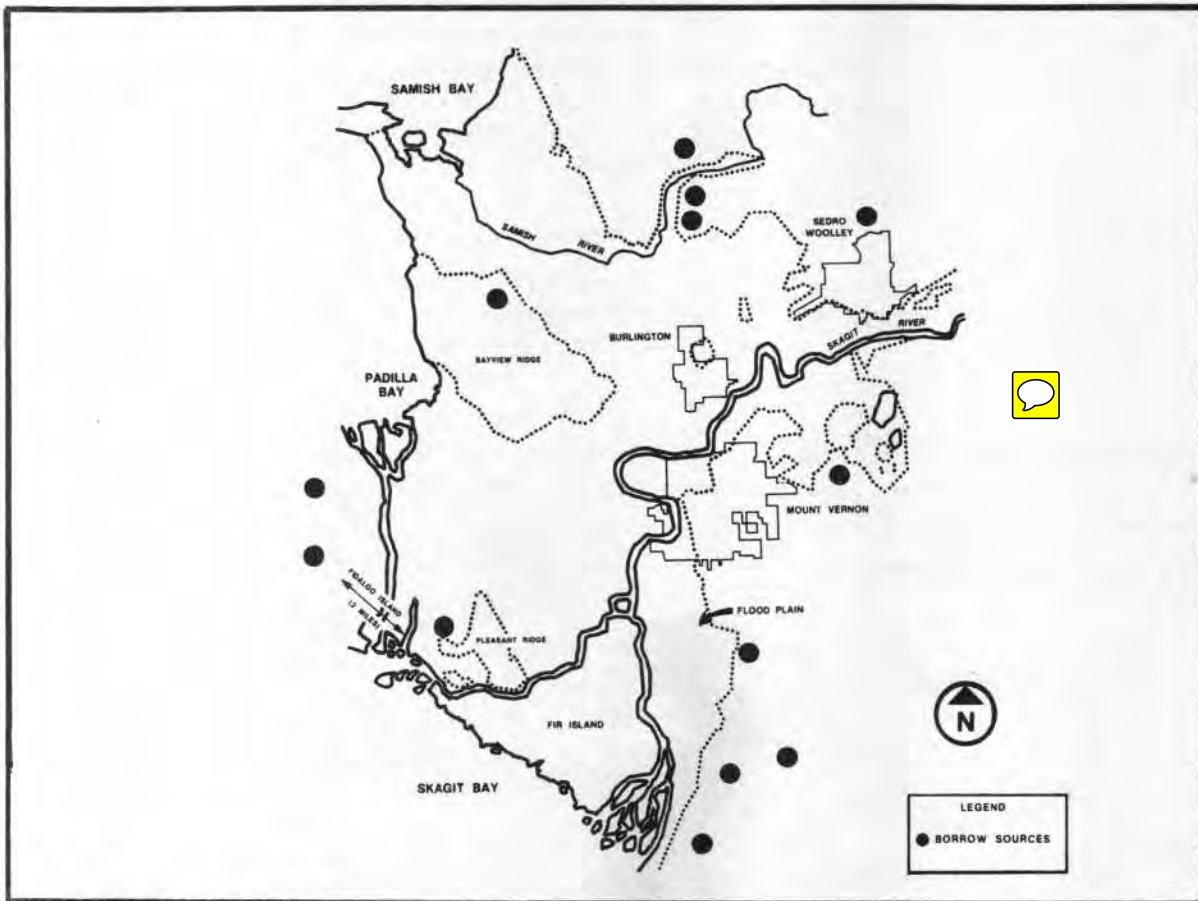 SAMISH BAY
SEDRO
WOOLLEY
SAMISH RIVER
BURLINGTON
SKAGIT RIVER
BAYVIEW RIDGE
PADILLA
BAY
MOUNT VERNON
FIDALGO ISLAND
(2 MILES)
FLOOD PLAIN
PLEASANT RIDGE
FIR ISLAND
N
SKAGIT BAY
LEGEND
BORROW SOURCES